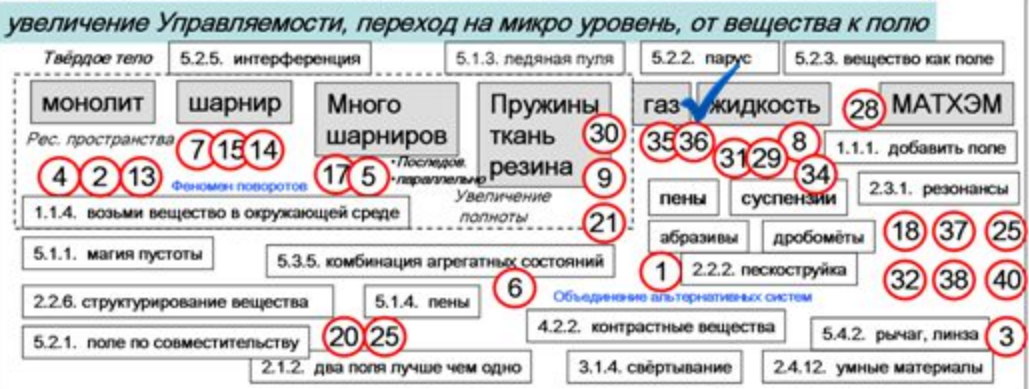 увеличение Управляемости, переход на микро уровень, от вещества к полю
Твёрдое тело
5.2.5. интерференция
5.1.3. ледяная пуля
5.2.2. парус
5.2.3. вещество как поле
монолит
шарнир
Много
шарниров
Пружины
ткань
резина
газ
жидкость
28
МАТХЭМ
Рес. пространства
7 15 14
• Последов.
• параллельно
17 5
30
35 36
31 29
8
34
1.1.1. добавить поле
4 2 13
Феномен поворотов
9
Увеличение
полноты
пены
суспензии
2.3.1. резонансы
1.1.4. возьми вещество в окружающей среде
21
абразивы
дробомёты
18 37 25
5.1.1. магия пустоты
5.3.5. комбинация агрегатных состояний
1
2.2.2. пескоструйка
32 38 40
6
2.2.6. структурирование вещества
5.1.4. пены
Объединение альтернативных систем
4.2.2. контрастные вещества
5.4.2. рычаг, линза
3
5.2.1. поле по совместительству
20 25
2.1.2. два поля лучше чем одно
3.1.4. свёртывание
2.4.12. умные материалы